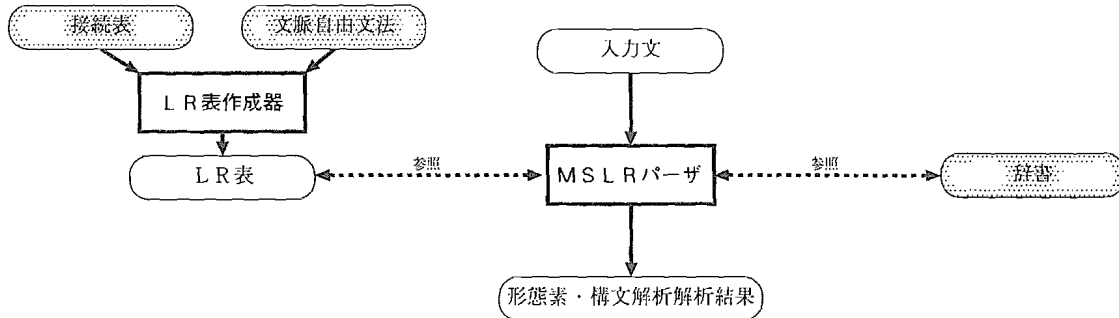 接続表
文脈自由文法
入力文
LR表作成器
LR表
参照
MSLRパーザ
参照
辞書
形態素・構文解析解析結果